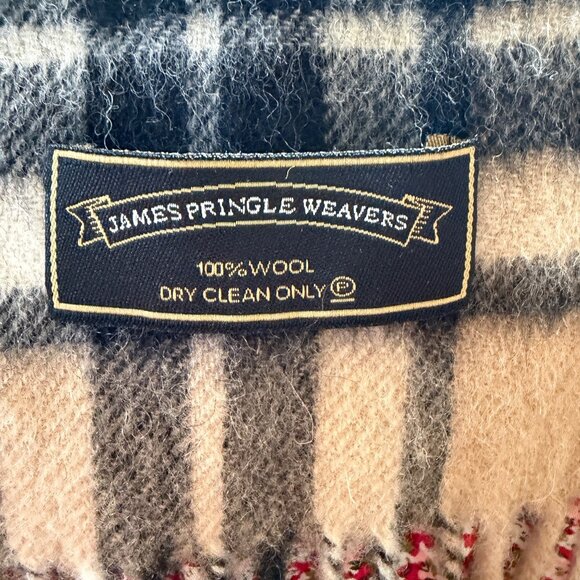 JAMES PRINGLE WEAVERS
100% WOOL
DRY CLEAN ONLY Ⓟ